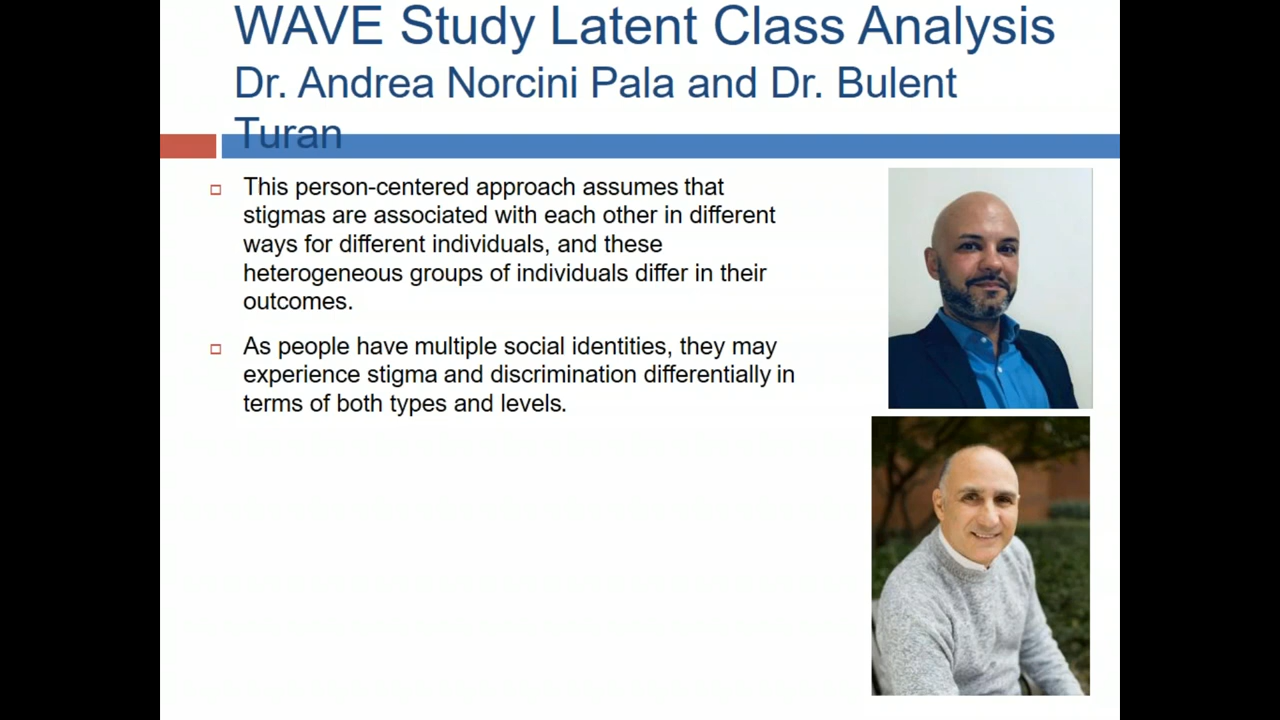 WAVE Study Latent Class Analysis
Dr. Andrea Norcini Pala and Dr. Bulent
Turan
This person-centered approach assumes that
stigmas are associated with each other in different
ways for different individuals, and these
heterogeneous groups of individuals differ in their
outcomes.
As people have multiple social identities, they may
experience stigma and discrimination differentially in
terms of both types and levels.